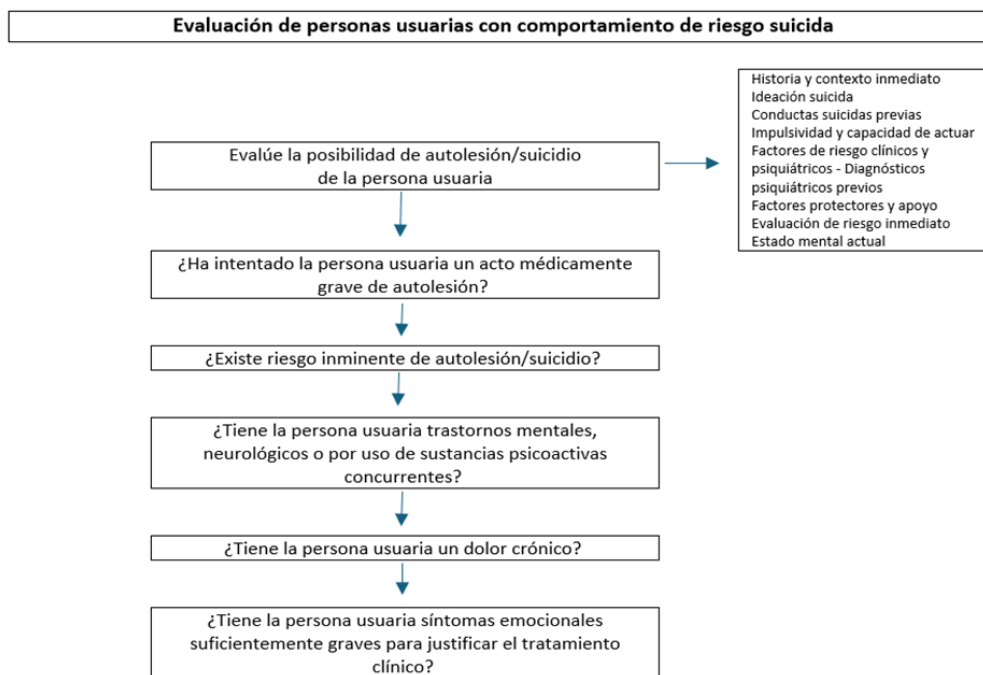 Evaluación de personas usuarias con comportamiento de riesgo suicida
Historia y contexto inmediato
Ideación suicida
Conductas suicidas previas
Impulsividad y capacidad de actuar
Factores de riesgo clínicos y
psiquiátricos - Diagnósticos
psiquiátricos previos
Factores protectores y apoyo
Evaluación de riesgo inmediato
Estado mental actual
Evalúe la posibilidad de autolesión/suicidio
de la persona usuaria
¿Ha intentado la persona usuaria un acto médicamente
grave de autolesión?
¿Existe riesgo inminente de autolesión/suicidio?
¿Tiene la persona usuaria trastornos mentales,
neurológicos o por uso de sustancias psicoactivas
concurrentes?
¿Tiene la persona usuaria un dolor crónico?
¿Tiene la persona usuaria síntomas emocionales
suficientemente graves para justificar el tratamiento
clínico?